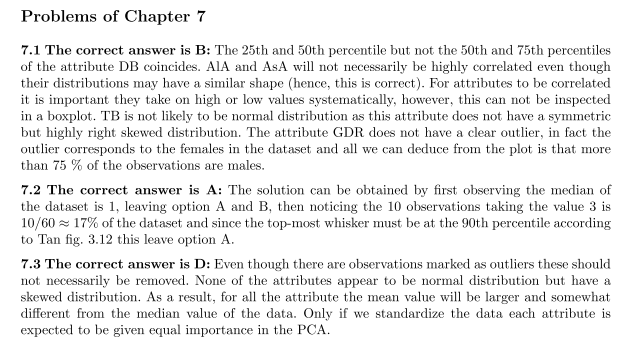 Problems of Chapter 7
7.1 The correct answer is B: The 25th and 50th percentile but not the 50th and 75th percentiles
of the attribute DB coincides. AlA and AsA will not necessarily be highly correlated even though
their distributions may have a similar shape (hence, this is correct). For attributes to be correlated
it is important they take on high or low values systematically, however, this can not be inspected
in a boxplot. TB is not likely to be normal distribution as this attribute does not have a symmetric
but highly right skewed distribution. The attribute GDR does not have a clear outlier, in fact the
outlier corresponds to the females in the dataset and all we can deduce from the plot is that more
than 75 % of the observations are males.
7.2 The correct answer is A: The solution can be obtained by first observing the median of
the dataset is 1, leaving option A and B, then noticing the 10 observations taking the value 3 is
10/60 ≈ 17% of the dataset and since the top-most whisker must be at the 90th percentile according
to Tan fig. 3.12 this leave option A.
7.3 The correct answer is D: Even though there are observations marked as outliers these should
not necessarily be removed. None of the attributes appear to be normal distribution but have a
skewed distribution. As a result, for all the attribute the mean value will be larger and somewhat
different from the median value of the data. Only if we standardize the data each attribute is
expected to be given equal importance in the PCA.